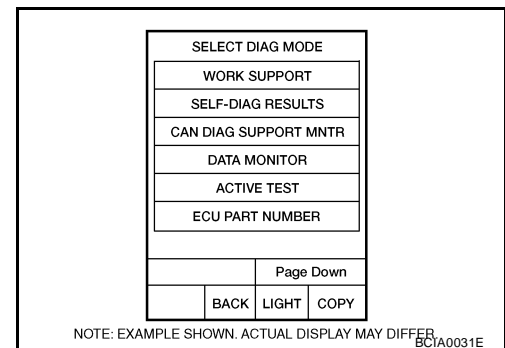 SELECT DIAG MODE
WORK SUPPORT
SELF-DIAG RESULTS
CAN DIAG SUPPORT MNTR
DATA MONITOR
ACTIVE TEST
ECU PART NUMBER
Page Down
BACK LIGHT COPY
NOTE: EXAMPLE SHOWN. ACTUAL DISPLAY MAY DIFFER.
BCIA0031E